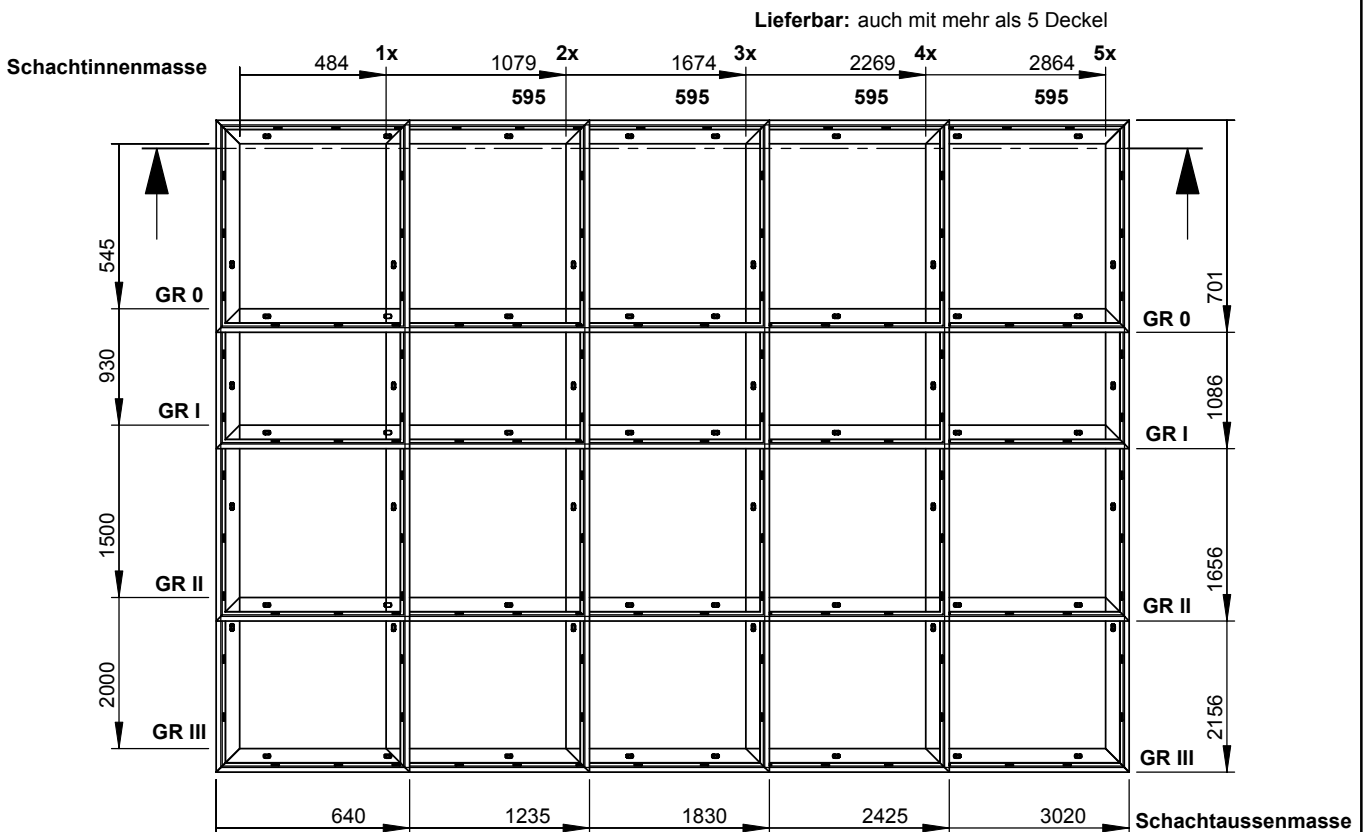 Lieferbar: auch mit mehr als 5 Deckel
1x 2x 3x 4x 5x
Schachtinnenmasse 484 1079 1674 2269 2864
595 595 595 595
545
701
GR 0
GR 0
930
1086
GR I
GR I
1500
1656
GR II
GR II
2000
2156
GR III
GR III
640 1235 1830 2425 3020 Schachtaussenmasse